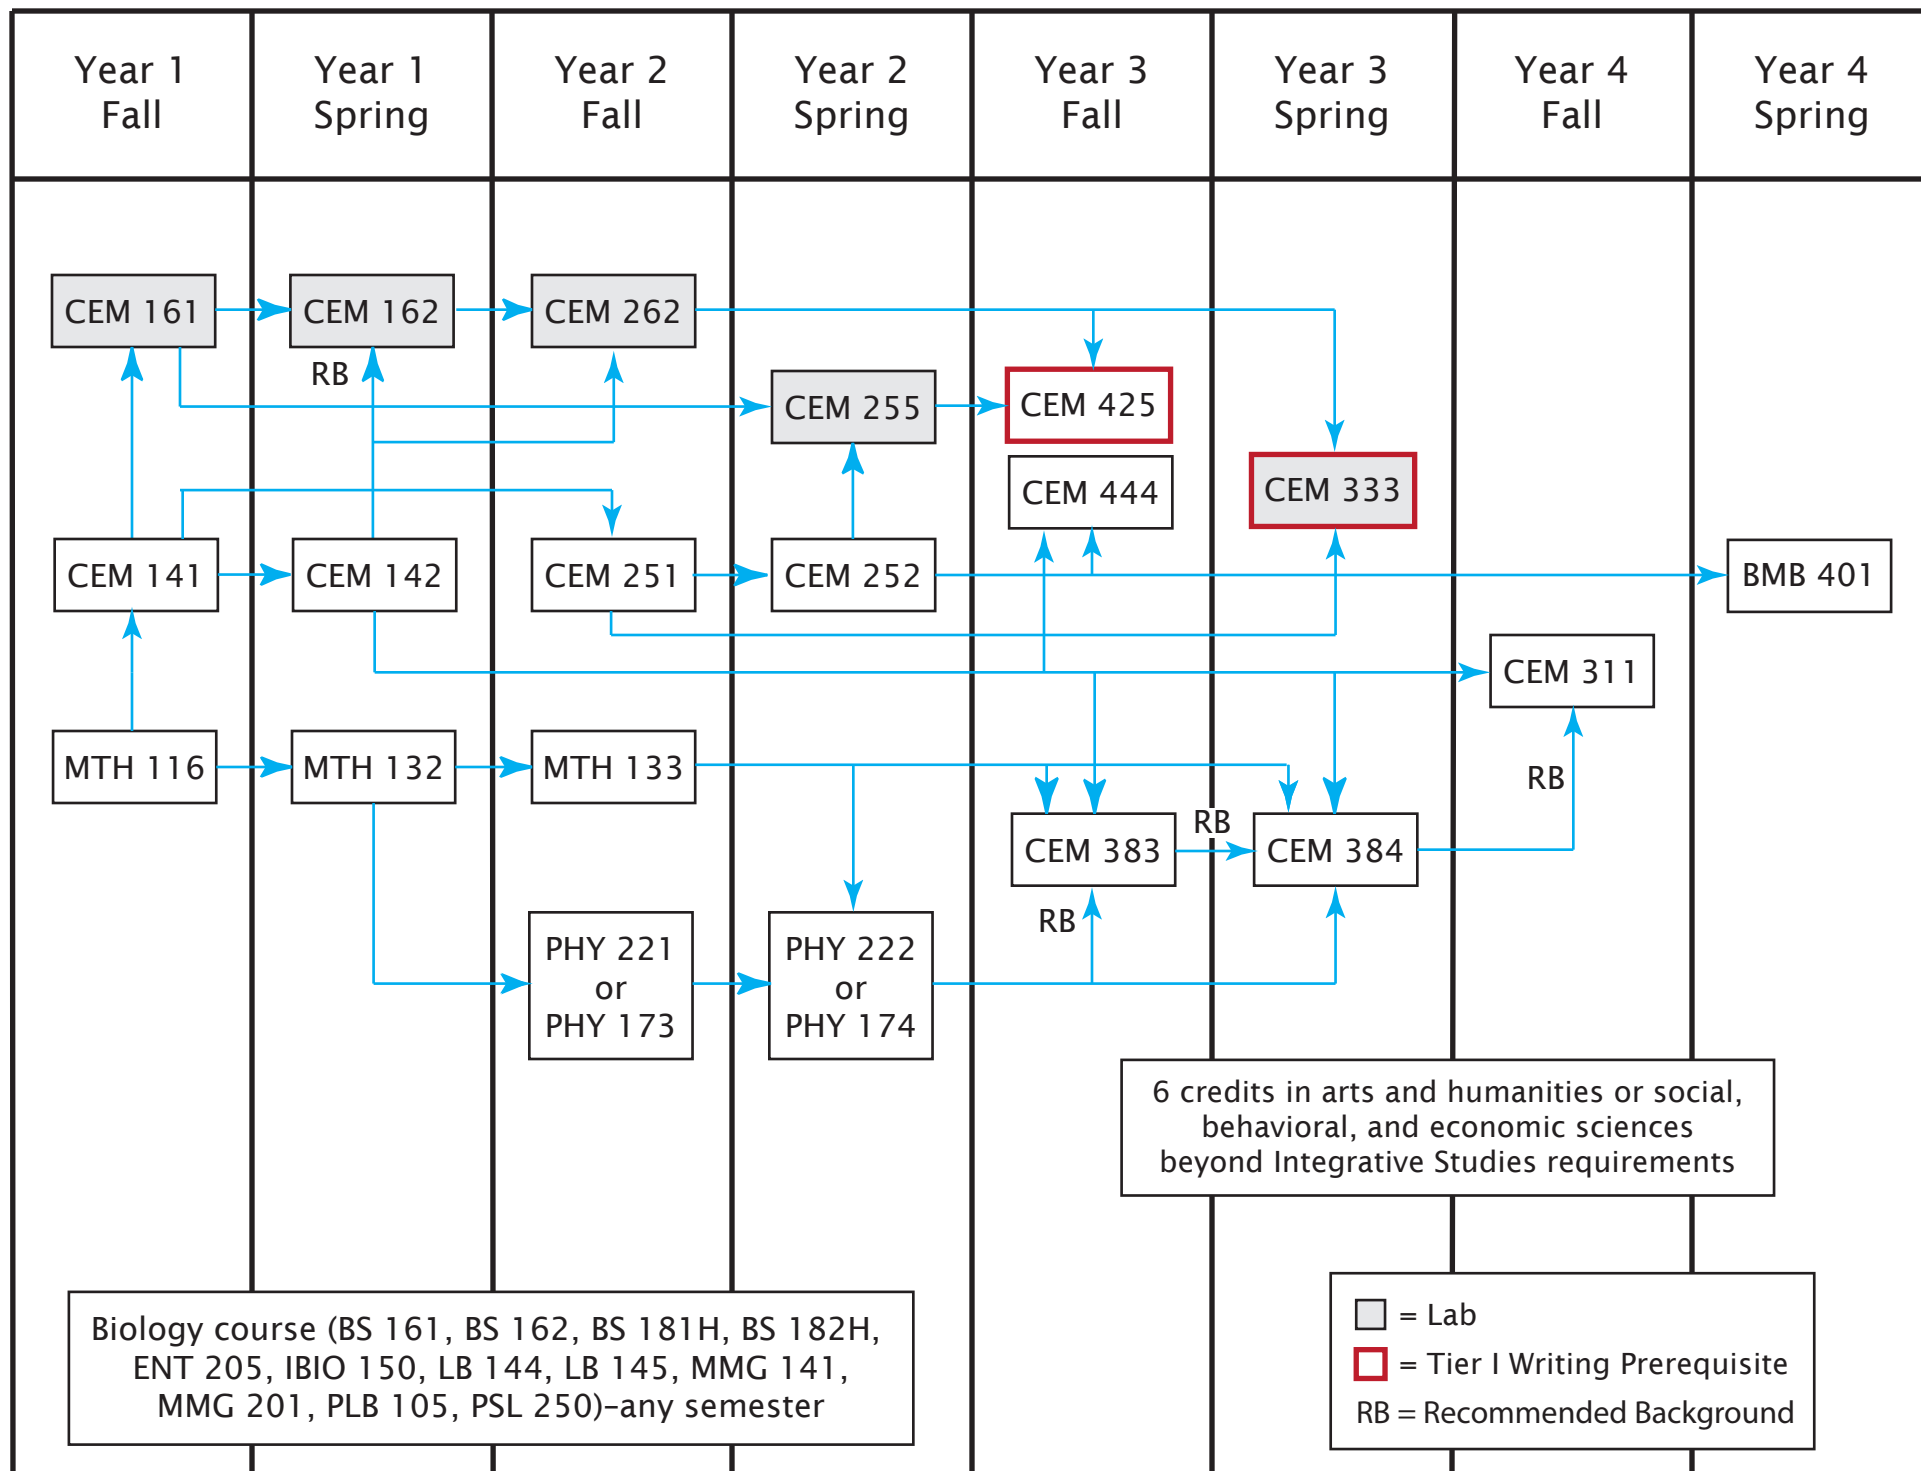 Year 1
Fall
Year 1
Spring
Year 2
Fall
Year 2
Spring
Year 3
Fall
Year 3
Spring
Year 4
Fall
Year 4
Spring
CEM 161
CEM 162
CEM 262
RB
CEM 255
CEM 425
CEM 444
CEM 333
CEM 141
CEM 142
CEM 251
CEM 252
BMB 401
CEM 311
MTH 116
MTH 132
MTH 133
RB
RB
CEM 383
CEM 384
RB
PHY 221
or
PHY 173
PHY 222
or
PHY 174
6 credits in arts and humanities or social,
behavioral, and economic sciences
beyond Integrative Studies requirements
Biology course (BS 161, BS 162, BS 181H, BS 182H,
ENT 205, IBIO 150, LB 144, LB 145, MMG 141,
MMG 201, PLB 105, PSL 250)–any semester
= Lab
= Tier I Writing Prerequisite
RB = Recommended Background